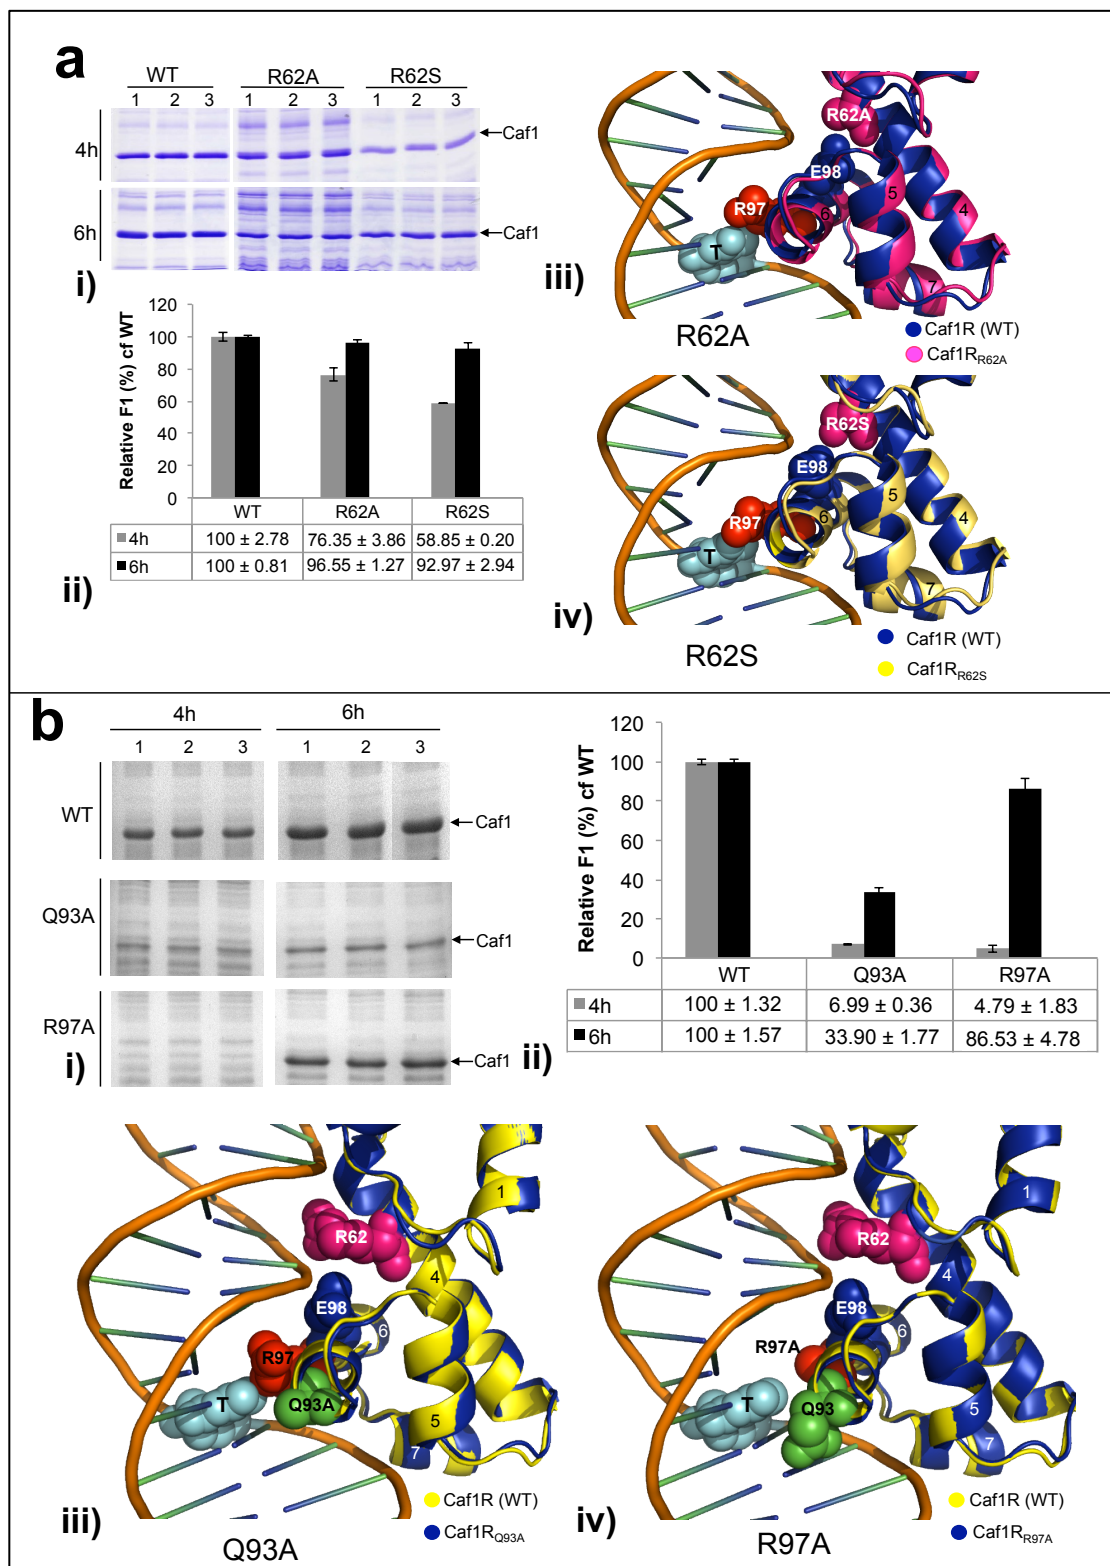 a
WT
R62A
R62S
1 2 3 1 2 3 1 2 3
4h
Caf1
6h
Caf1
i)
Relative F1 (%) cf WT
120
100
80
60
40
20
0
WT R62A R62S
4h 100 ± 2.78 76.35 ± 3.86 58.85 ± 0.20
6h 100 ± 0.81 96.55 ± 1.27 92.97 ± 2.94
ii)
R62A
E98
R97
T
5
6
4
7
iii)
R62A
Caf1R (WT)
Caf1R R62A
R62S
E98
R97
T
5
6
4
7
iv)
R62S
Caf1R (WT)
Caf1R R62S
b
4h 6h
1 2 3 1 2 3
WT
Caf1
Q93A
Caf1
R97A
Caf1
i)
Relative F1 (%) cf WT
120
100
80
60
40
20
0
WT Q93A R97A
4h 100 ± 1.32 6.99 ± 0.36 4.79 ± 1.83
6h 100 ± 1.57 33.90 ± 1.77 86.53 ± 4.78
ii)
1
R62
4
E98
6
R97
Q93A
T
5
7
iii)
Q93A
Caf1R (WT)
Caf1R Q93A
1
R62
4
E98
6
R97A
Q93
T
5
7
iv)
R97A
Caf1R (WT)
Caf1R R97A